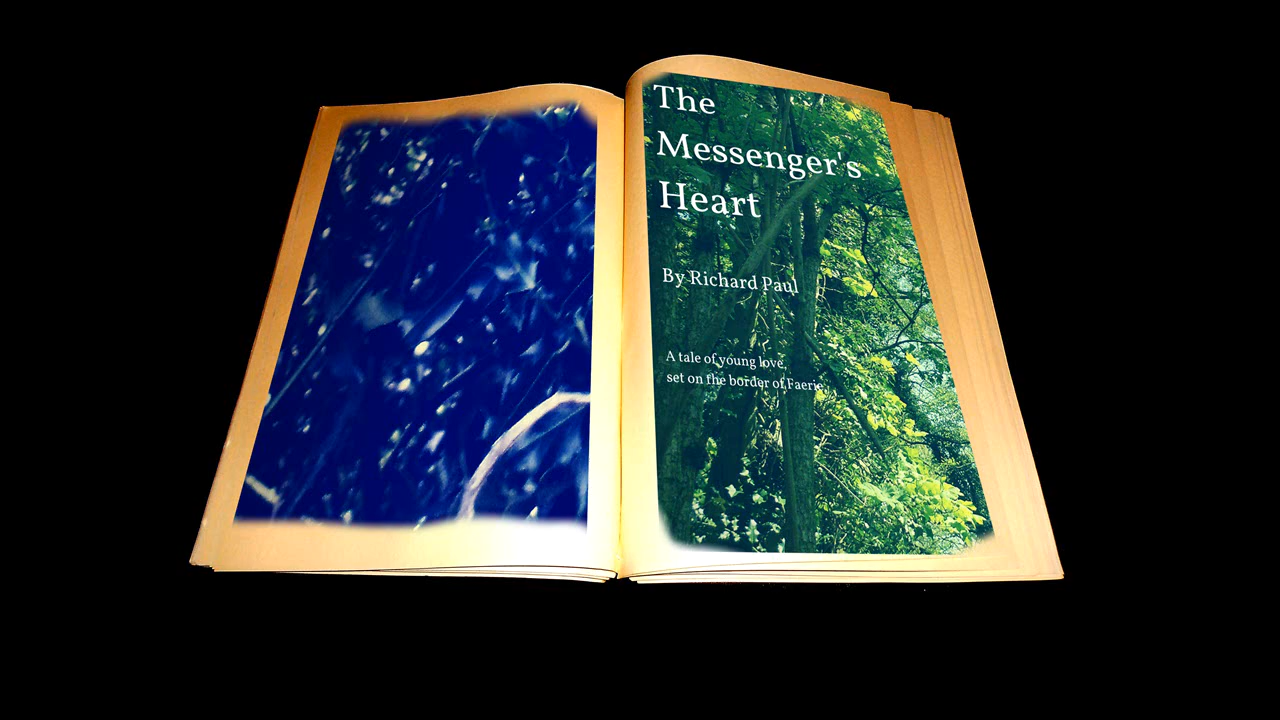 The
Messenger's
Heart
By Richard Paul
A tale of young love,
set on the border of Faerie